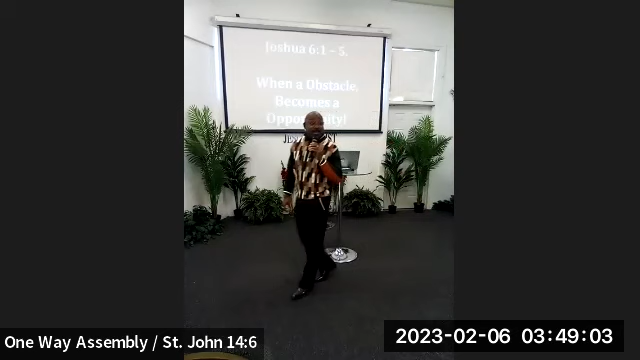 Joshua 6:1 – 5.
When a Obstacle.
Becomes a
One Way Assembly / St. John 14:6
2023-02-06 03:49:03